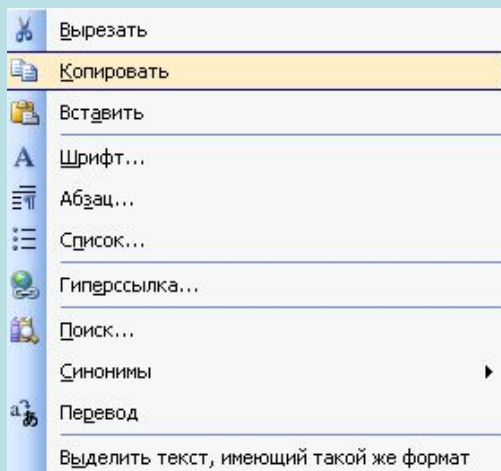 Вырезать
Копировать
Вставить
Шрифт...
Абзац...
Список...
Гиперссылка...
Поиск...
Синонимы
Перевод
Выделить текст, имеющий такой же формат